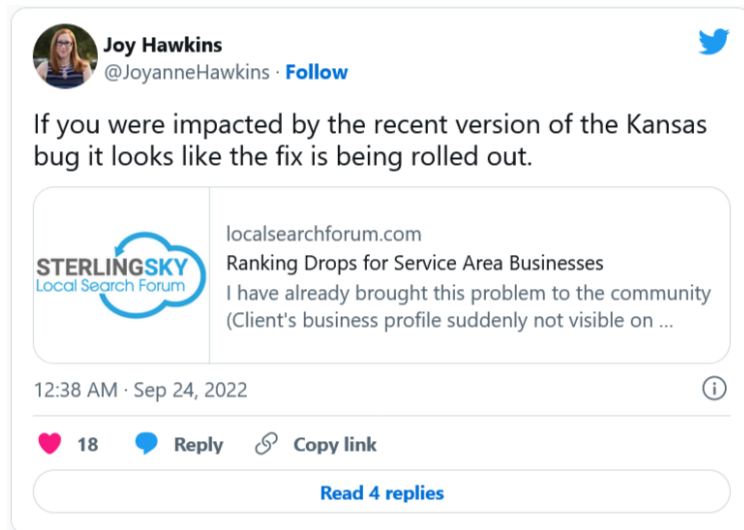 Joy Hawkins
@JoyanneHawkins · Follow
If you were impacted by the recent version of the Kansas
bug it looks like the fix is being rolled out.
STERLINGSKY
Local Search Forum
localsearchforum.com
Ranking Drops for Service Area Businesses
I have already brought this problem to the community
(Client's business profile suddenly not visible on ...
12:38 AM · Sep 24, 2022
18 Reply Copy link
Read 4 replies